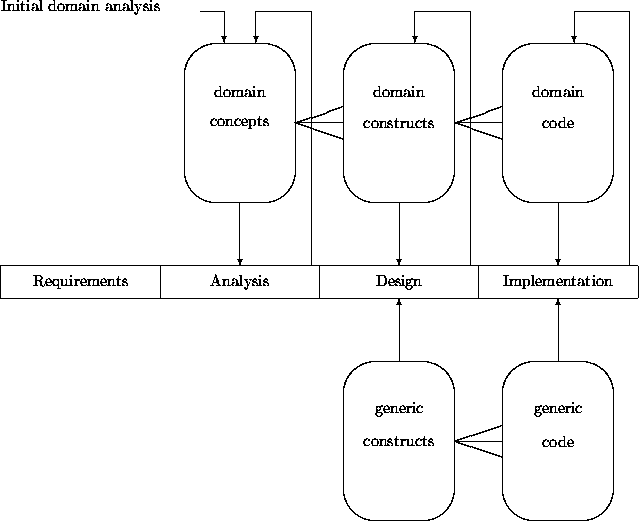 Initial domain analysis
domain
concepts
domain
constructs
domain
code
Requirements
Analysis
Design
Implementation
generic
constructs
generic
code